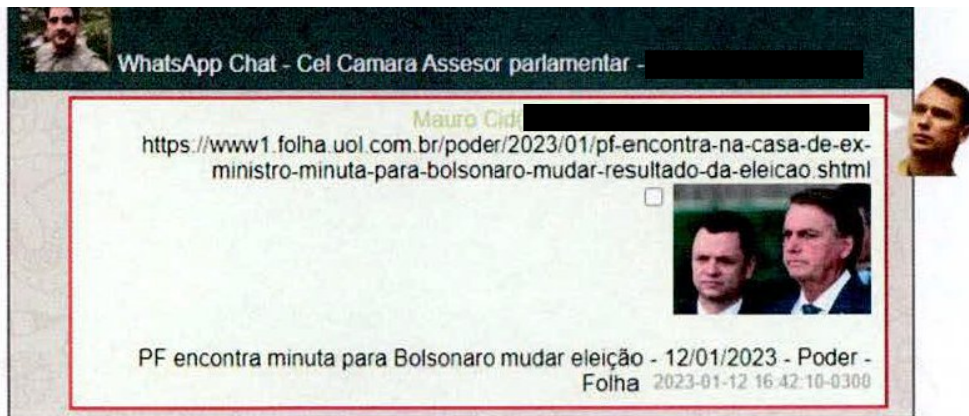 WhatsApp Chat - Cel Camara Assesor parlamentar -
Mauro Cid
https://www1.folha.uol.com.br/poder/2023/01/pf-encontra-na-casa-de-ex-
ministro-minuta-para-bolsonaro-mudar-resultado-da-eleicao.shtml
PF encontra minuta para Bolsonaro mudar eleição - 12/01/2023 - Poder -
Folha 2023-01-12 16:42:10-0300